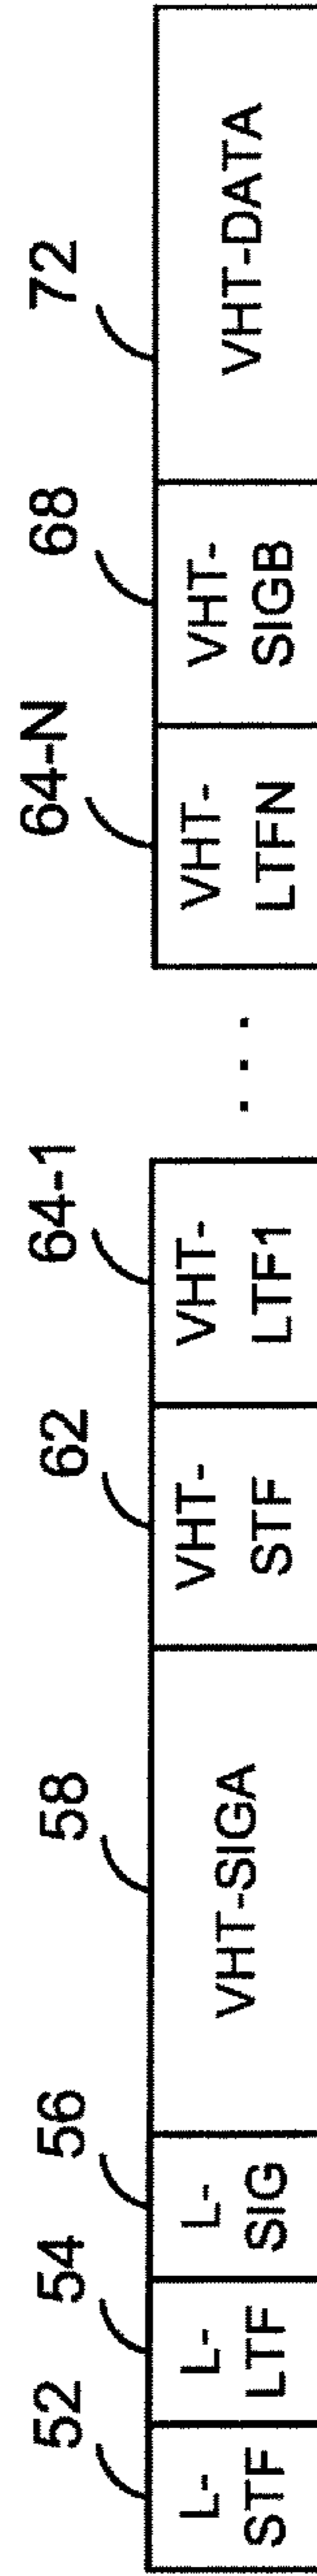 52 54 56 58 62 64-1 64-N 68 72
L- L- L- VHT-SIGA VHT- VHT- . . . VHT- VHT- VHT-DATA
STF LTF SIG STF LTF1 LTFN SIGB